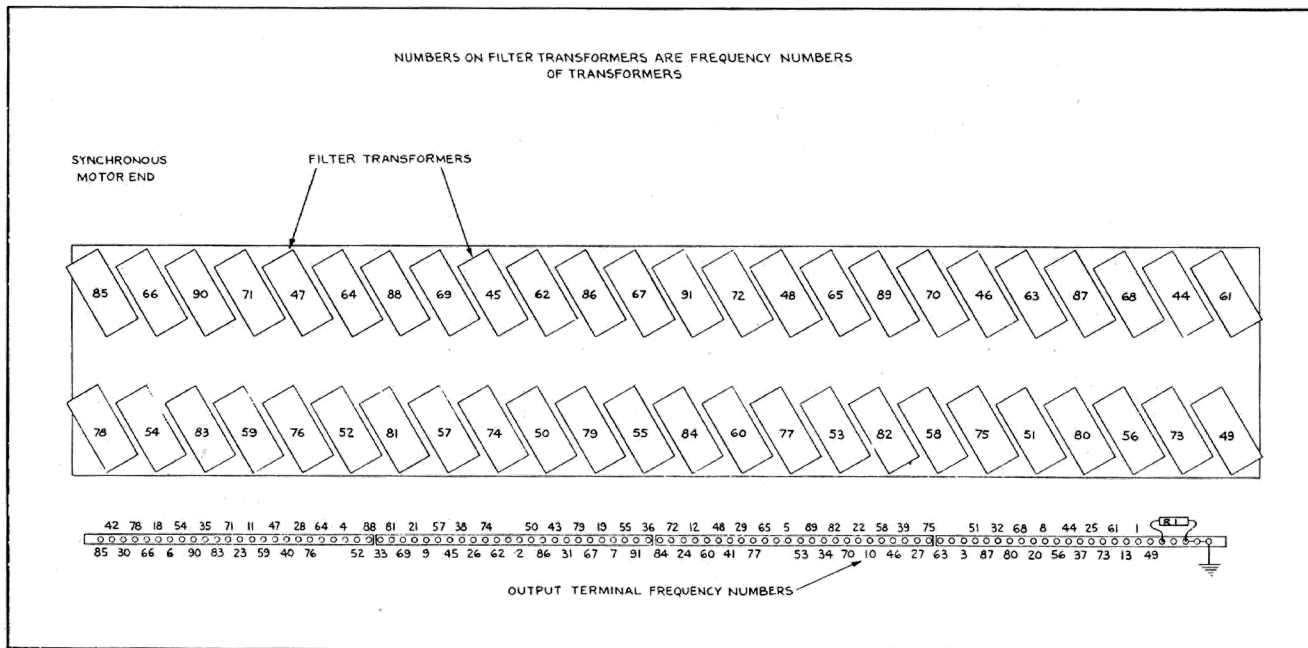 NUMBERS ON FILTER TRANSFORMERS ARE FREQUENCY NUMBERS
OF TRANSFORMERS
SYNCHRONOUS
MOTOR END
FILTER TRANSFORMERS
85 66 90 71 47 64 88 69 45 62 86 67 91 72 48 65 89 70 46 63 87 68 44 61
78 54 83 59 76 52 81 57 74 50 79 55 84 60 77 53 82 58 75 51 80 56 73 49
42 78 18 54 35 71 11 47 28 64 4 88 81 21 57 38 74 50 43 79 19 55 36 72 12 48 29 65 5 89 82 22 58 39 75 51 32 68 8 44 25 61 1 R1
85 30 66 6 90 83 23 59 40 76 52 33 69 9 45 26 62 2 86 31 67 7 91 84 24 60 41 77 53 34 70 10 46 27 63 3 87 80 20 56 37 73 13 49
OUTPUT TERMINAL FREQUENCY NUMBERS